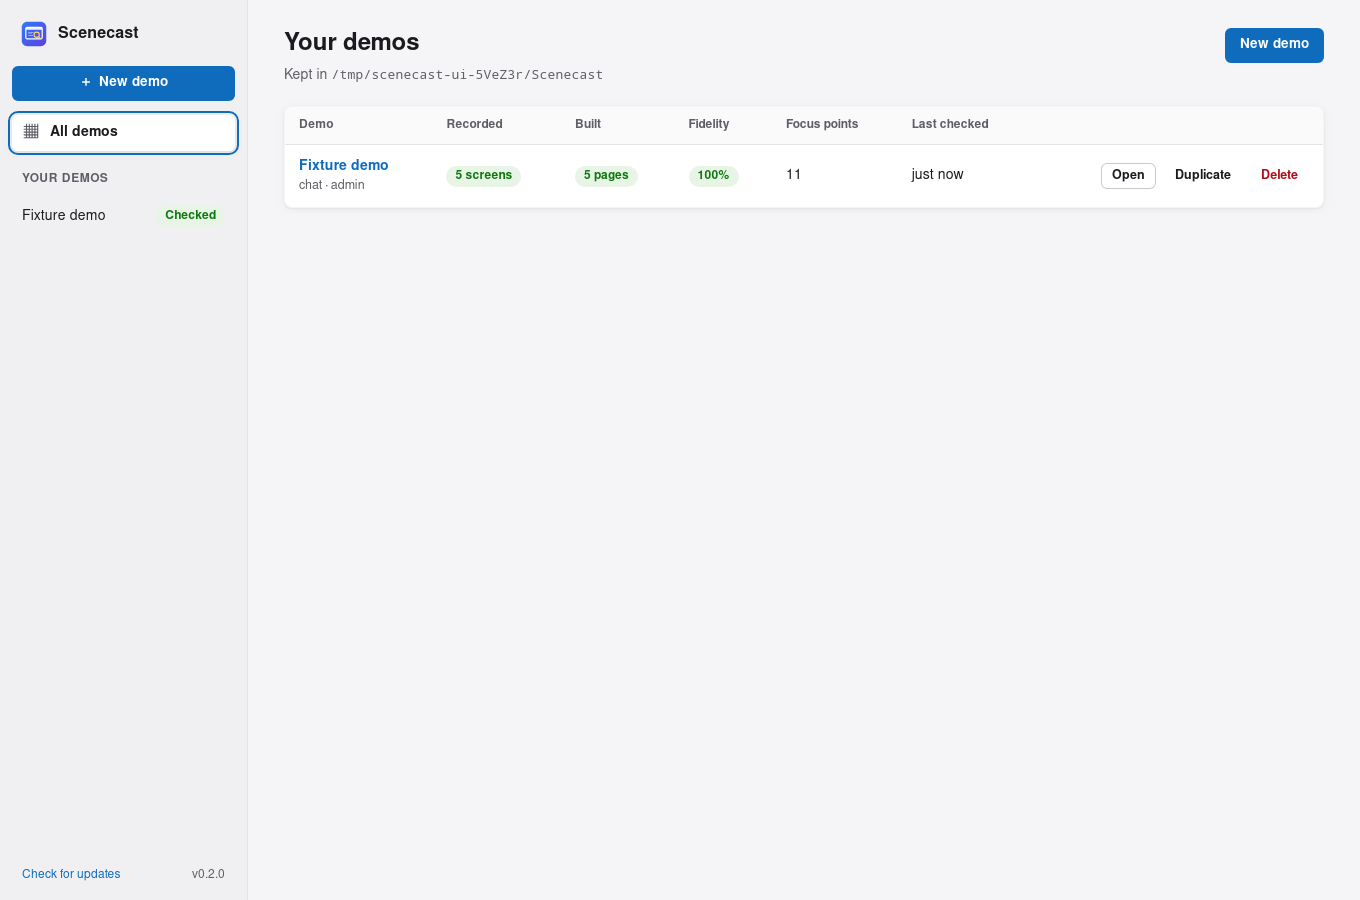 Scenecast
+ New demo
All demos
YOUR DEMOS
Fixture demo Checked
Check for updates v0.2.0
Your demos
New demo
Kept in /tmp/scenecast-ui-5VeZ3r/Scenecast
Demo Recorded Built Fidelity Focus points Last checked
Fixture demo 5 screens 5 pages 100% 11 just now Open Duplicate Delete
chat · admin